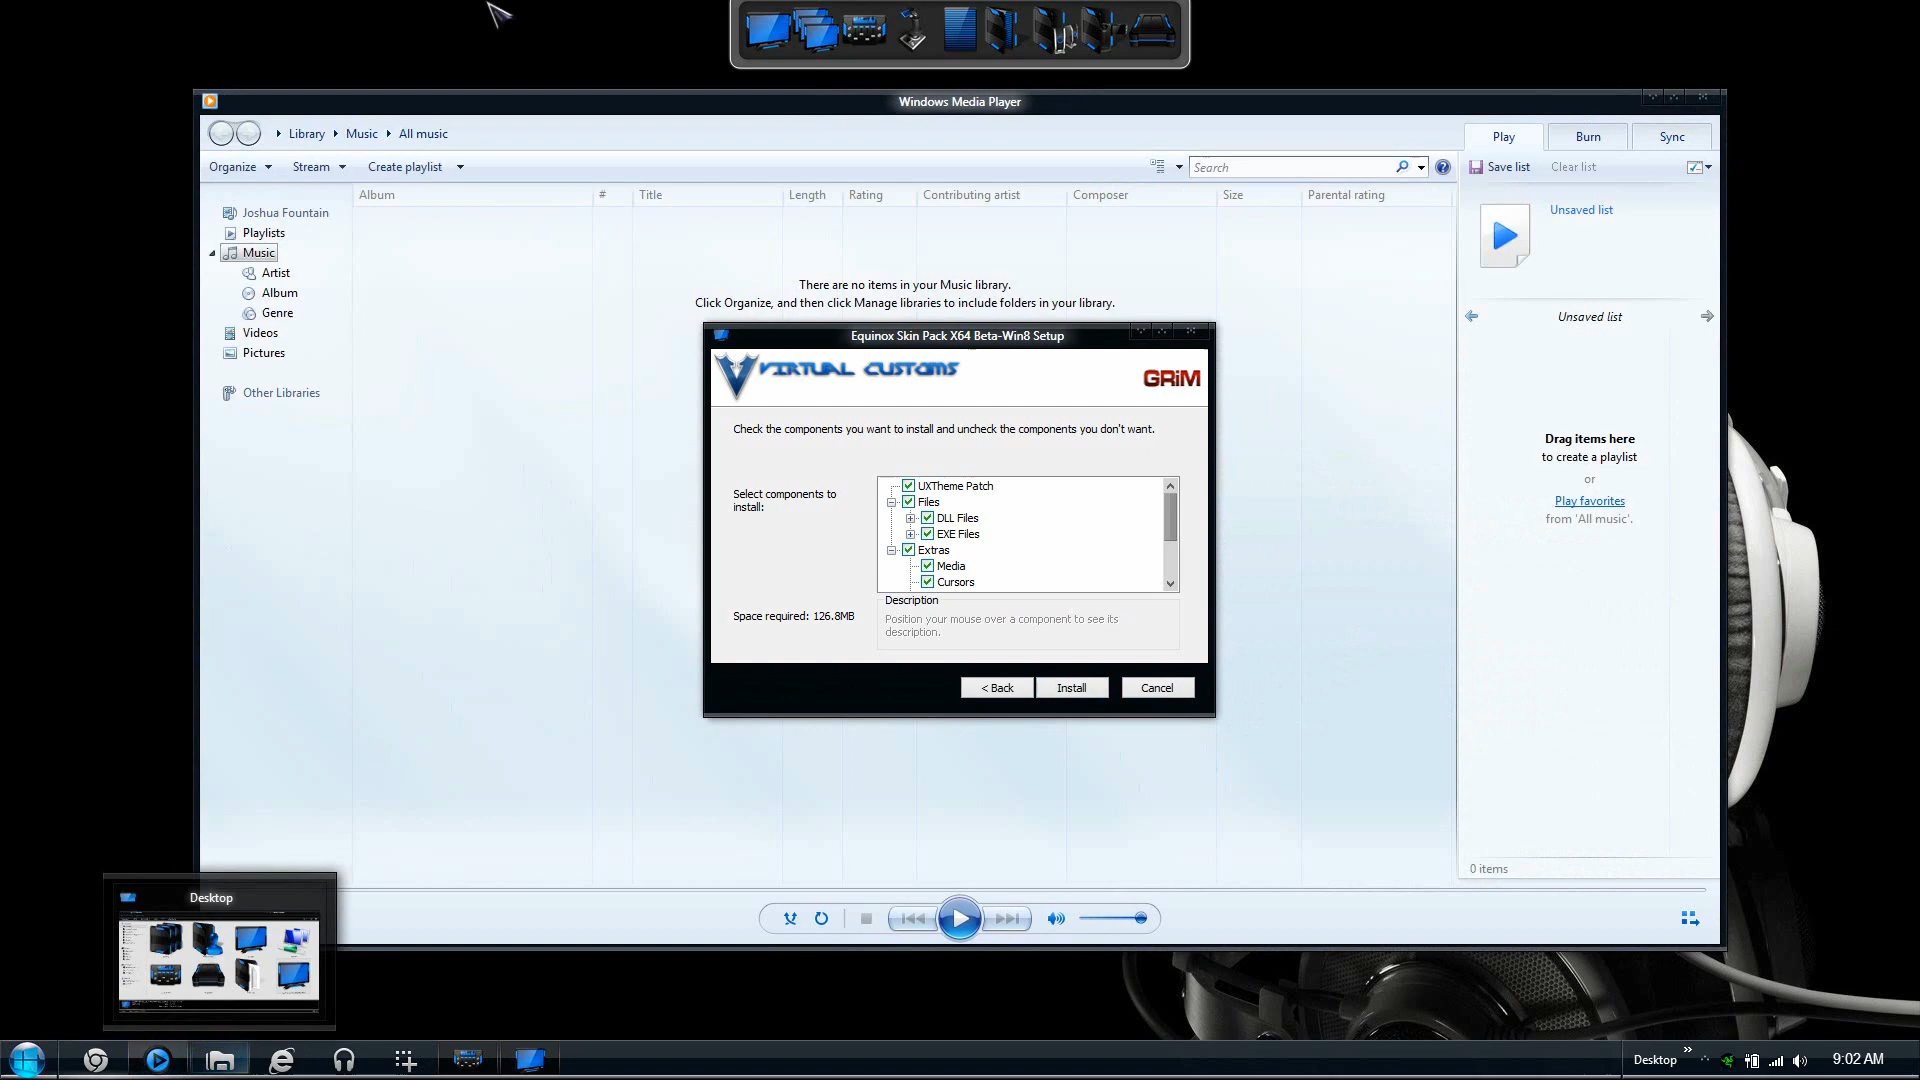 Windows Media Player
Library Music All music
Play Burn Sync
Organize Stream Create playlist
Search
Save list Clear list
Album # Title Length Rating Contributing artist Composer Size Parental rating
Joshua Fountain
Playlists
Music
Artist
Album
Genre
Videos
Pictures
Other Libraries
There are no items in your Music library.
Click Organize, and then click Manage libraries to include folders in your library.
Unsaved list
Unsaved list
Drag items here
to create a playlist
or
Play favorites
from 'All music'.
0 items
Equinox Skin Pack X64 Beta-Win8 Setup
VIRTUAL CUSTOMS
GRiM
Check the components you want to install and uncheck the components you don't want.
Select components to
install:
UXTheme Patch
Files
DLL Files
EXE Files
Extras
Media
Cursors
Space required: 126.8MB
Description
Position your mouse over a component to see its
description.
< Back Install Cancel
Desktop
Desktop » 9:02 AM